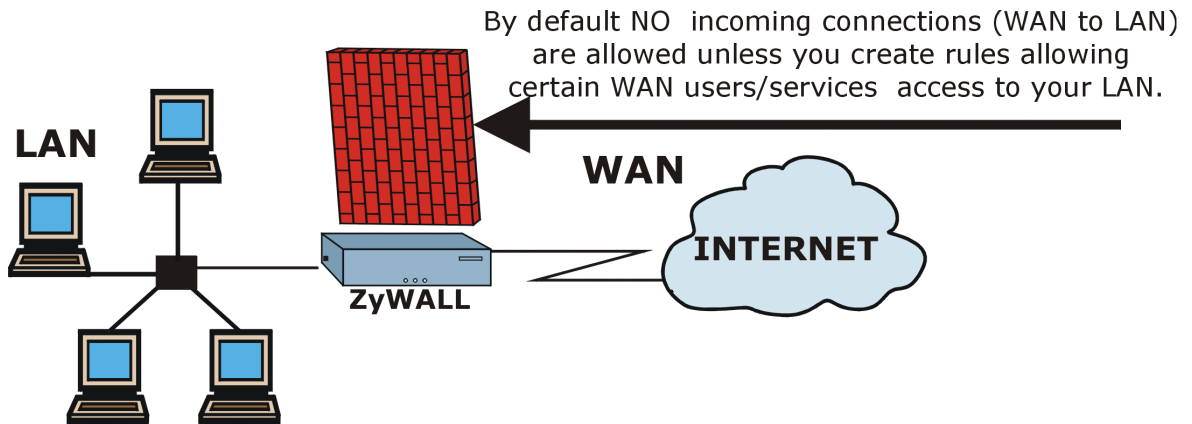 By default NO  incoming connections (WAN to LAN)
are allowed unless you create rules allowing
certain WAN users/services  access to your LAN.
LAN
WAN
INTERNET
ZyWALL